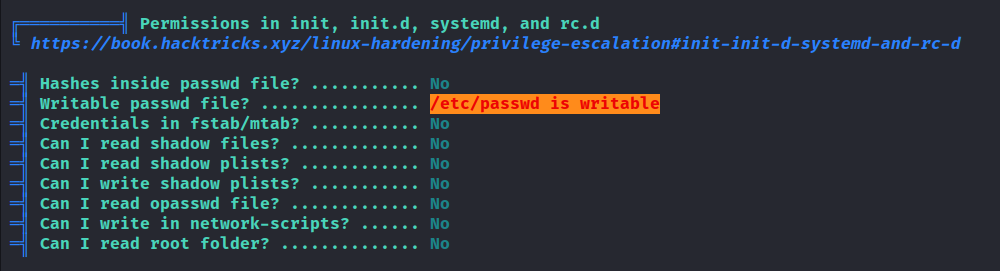 ╔══════════╣ Permissions in init, init.d, systemd, and rc.d
╚ https://book.hacktricks.xyz/linux-hardening/privilege-escalation#init-init-d-systemd-and-rc-d
═╣ Hashes inside passwd file? ........... No
═╣ Writable passwd file? ................ /etc/passwd is writable
═╣ Credentials in fstab/mtab? ........... No
═╣ Can I read shadow files? ............. No
═╣ Can I read shadow plists? ............ No
═╣ Can I write shadow plists? ........... No
═╣ Can I read opasswd file? ............. No
═╣ Can I write in network-scripts? ...... No
═╣ Can I read root folder? .............. No